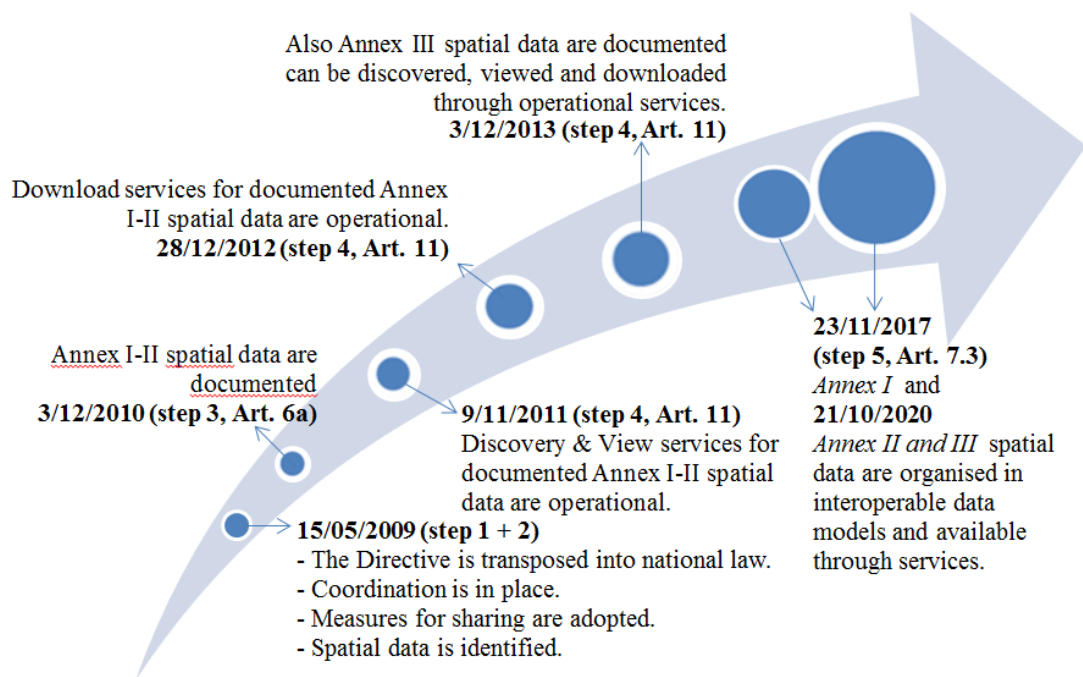 Also Annex III spatial data are documented
can be discovered, viewed and downloaded
through operational services.
3/12/2013 (step 4, Art. 11)
Download services for documented Annex
I-II spatial data are operational.
28/12/2012 (step 4, Art. 11)
Annex I-II spatial data are
documented
3/12/2010 (step 3, Art. 6a)
23/11/2017
(step 5, Art. 7.3)
Annex I and
21/10/2020
Annex II and III spatial
data are organised in
interoperable data
models and available
through services.
9/11/2011 (step 4, Art. 11)
Discovery & View services for
documented Annex I-II spatial
data are operational.
15/05/2009 (step 1 + 2)
- The Directive is transposed into national law.
- Coordination is in place.
- Measures for sharing are adopted.
- Spatial data is identified.